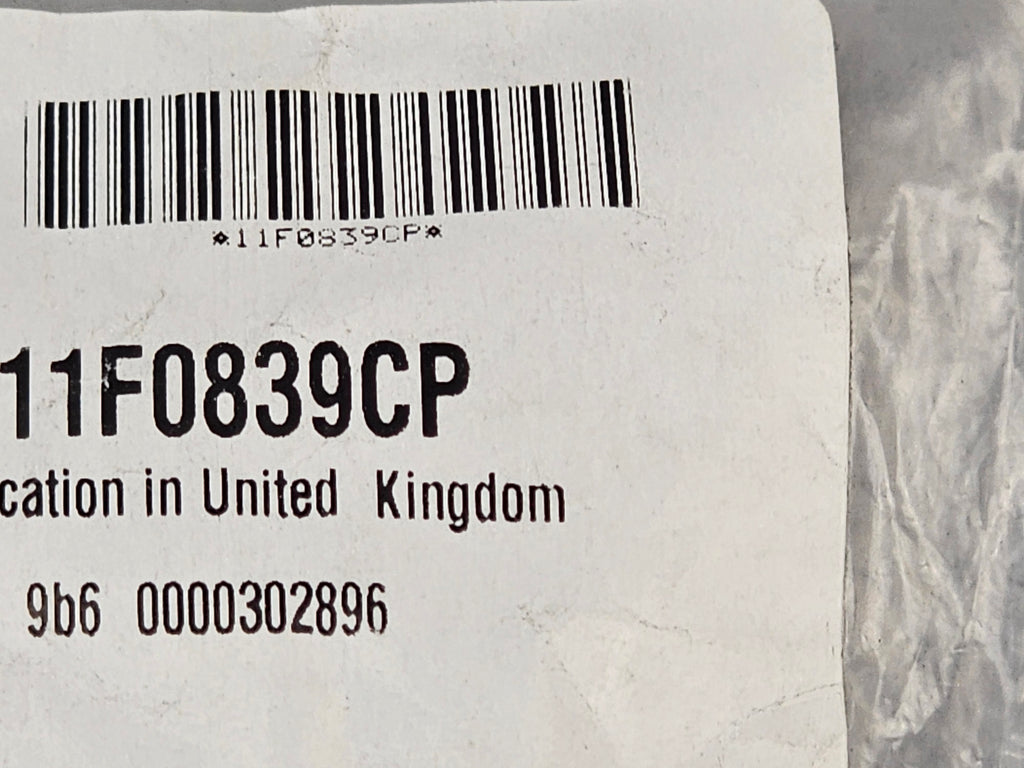 *11F0839CP*
11F0839CP
cation in United Kingdom
9b6 0000302896